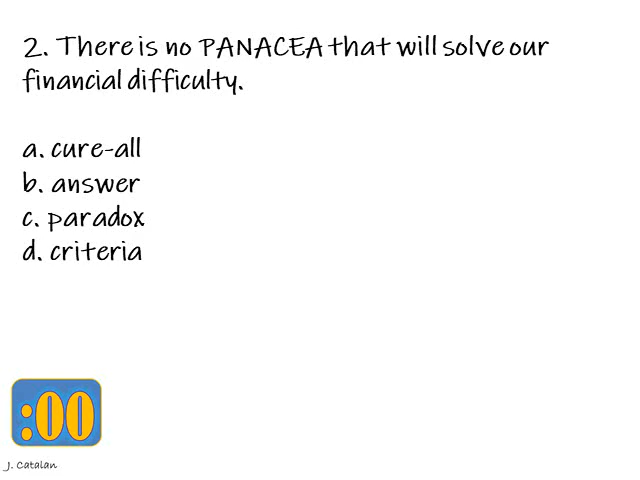 2. There is no PANACEA that will solve our
financial difficulty.
a. cure-all
b. answer
c. paradox
d. criteria
:00
J. Catalan